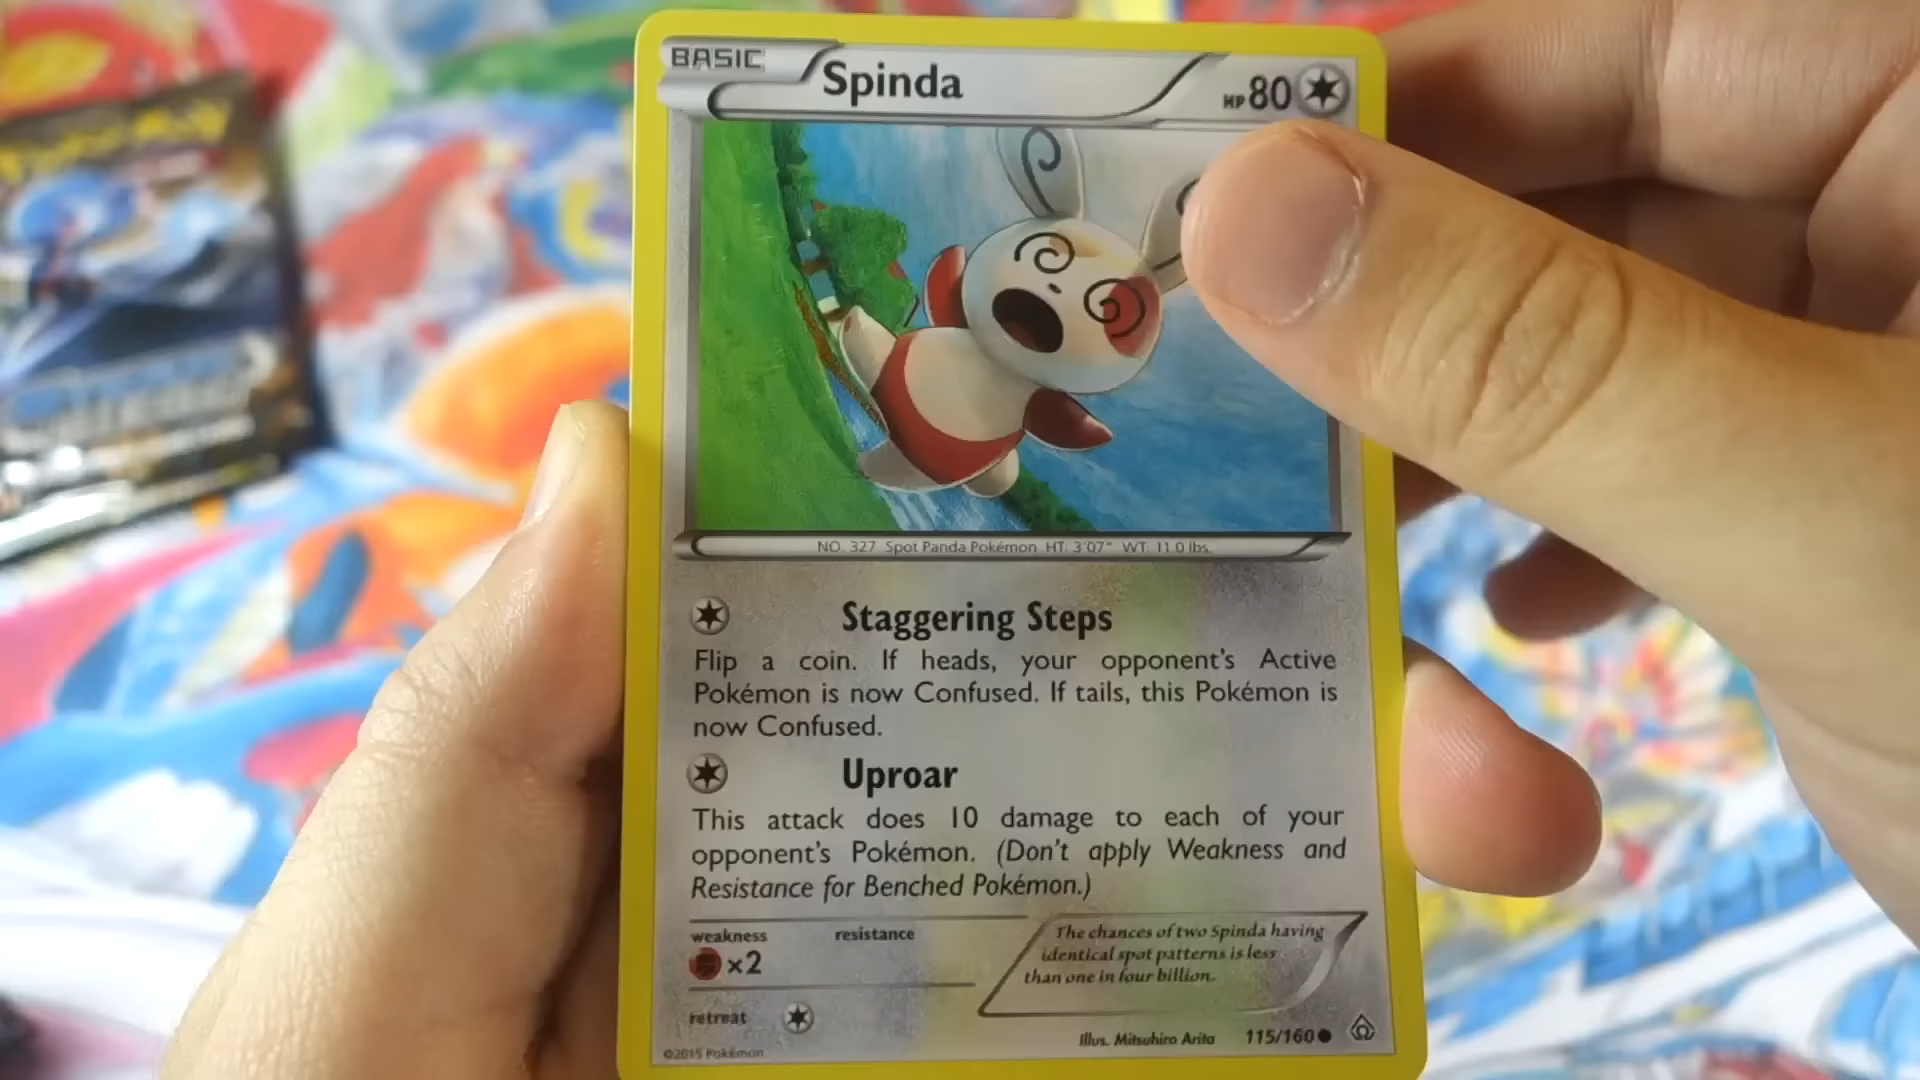 BASIC
Spinda
HP80
NO. 327 Spot Panda Pokémon HT: 3'07" WT: 11.0 lbs.
Staggering Steps
Flip a coin. If heads, your opponent's Active
Pokémon is now Confused. If tails, this Pokémon is
now Confused.
Uproar
This attack does 10 damage to each of your
opponent's Pokémon. (Don't apply Weakness and
Resistance for Benched Pokémon.)
weakness resistance
×2
The chances of two Spinda having
identical spot patterns is less
than one in four billion.
retreat
Illus. Mitsuhiro Arita 115/160
©2015 Pokémon